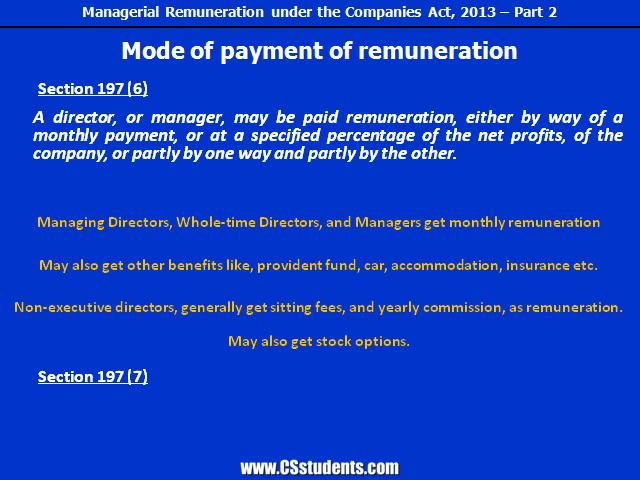 Managerial Remuneration under the Companies Act, 2013 – Part 2
Mode of payment of remuneration
Section 197 (6)
A director, or manager, may be paid remuneration, either by way of a
monthly payment, or at a specified percentage of the net profits, of the
company, or partly by one way and partly by the other.
Managing Directors, Whole-time Directors, and Managers get monthly remuneration
May also get other benefits like, provident fund, car, accommodation, insurance etc.
Non-executive directors, generally get sitting fees, and yearly commission, as remuneration.
May also get stock options.
Section 197 (7)
www.CSstudents.com